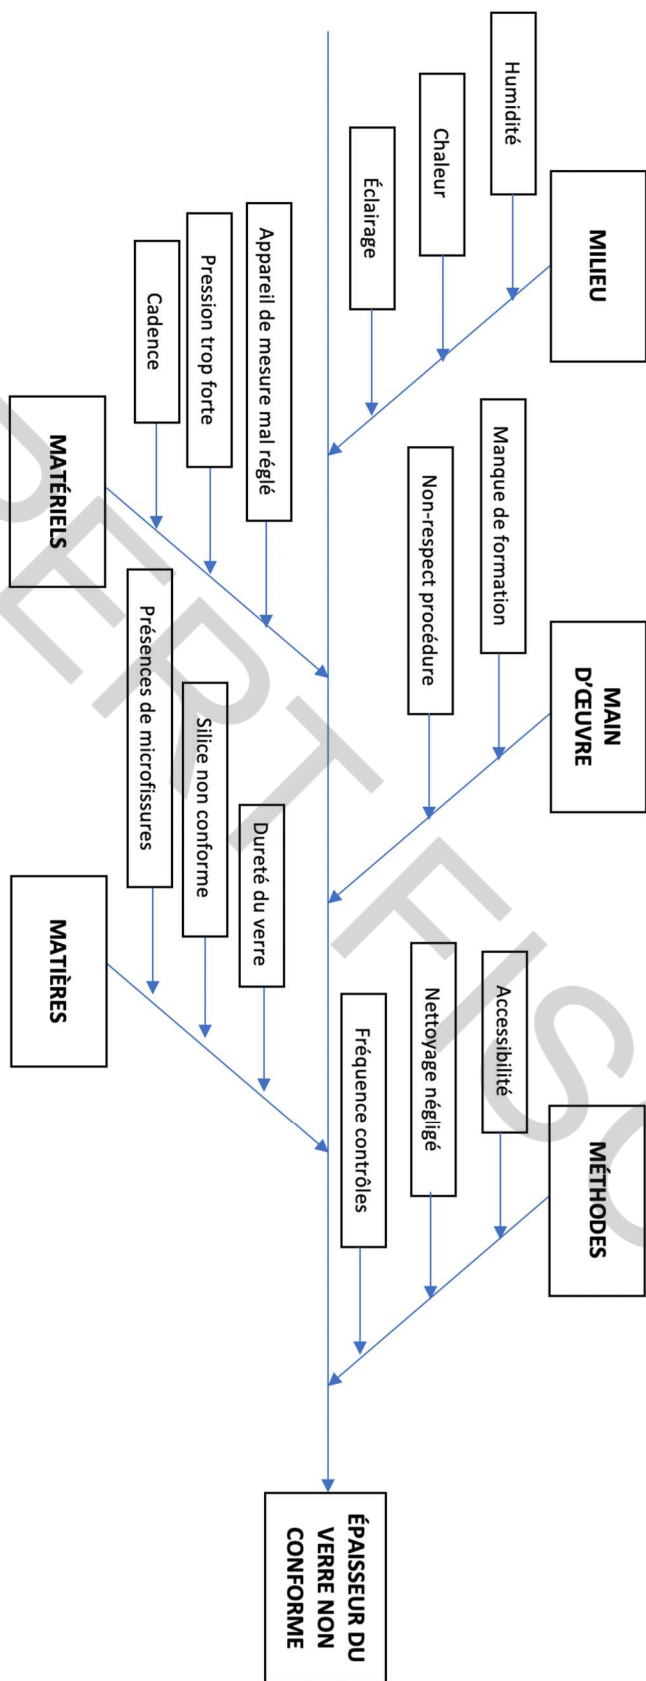 MILIEU
Humidité
Chaleur
Éclairage
MAIN
D'ŒUVRE
Manque de formation
Non-respect procédure
MÉTHODES
Accessibilité
Nettoyage négligé
Fréquence contrôles
Appareil de mesure mal réglé
Pression trop forte
Cadence
MATÉRIELS
Dureté du verre
Silice non conforme
Présences de microfissures
MATIÈRES
ÉPAISSEUR DU
VERRE NON
CONFORME
PERT FISC